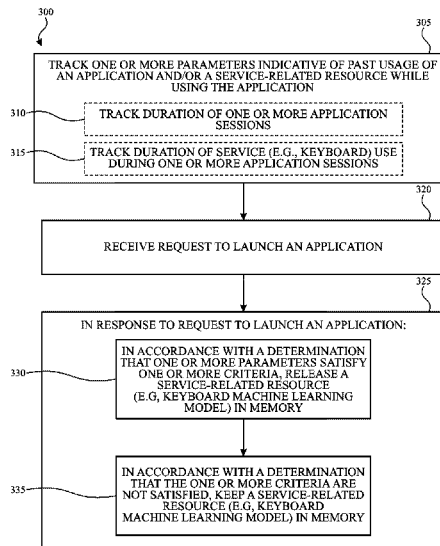 300
305
TRACK ONE OR MORE PARAMETERS INDICATIVE OF PAST USAGE OF
AN APPLICATION AND/OR A SERVICE-RELATED RESOURCE WHILE
USING THE APPLICATION
310
TRACK DURATION OF ONE OR MORE APPLICATION
SESSIONS
315
TRACK DURATION OF SERVICE (E.G., KEYBOARD) USE
DURING ONE OR MORE APPLICATION SESSIONS
320
RECEIVE REQUEST TO LAUNCH AN APPLICATION
325
IN RESPONSE TO REQUEST TO LAUNCH AN APPLICATION:
330
IN ACCORDANCE WITH A DETERMINATION
THAT ONE OR MORE PARAMETERS SATISFY
ONE OR MORE CRITERIA, RELEASE A
SERVICE-RELATED RESOURCE
(E.G, KEYBOARD MACHINE LEARNING
MODEL) IN MEMORY
335
IN ACCORDANCE WITH A DETERMINATION
THAT THE ONE OR MORE CRITERIA ARE
NOT SATISFIED, KEEP A SERVICE-RELATED
RESOURCE (E.G, KEYBOARD
MACHINE LEARNING MODEL) IN MEMORY